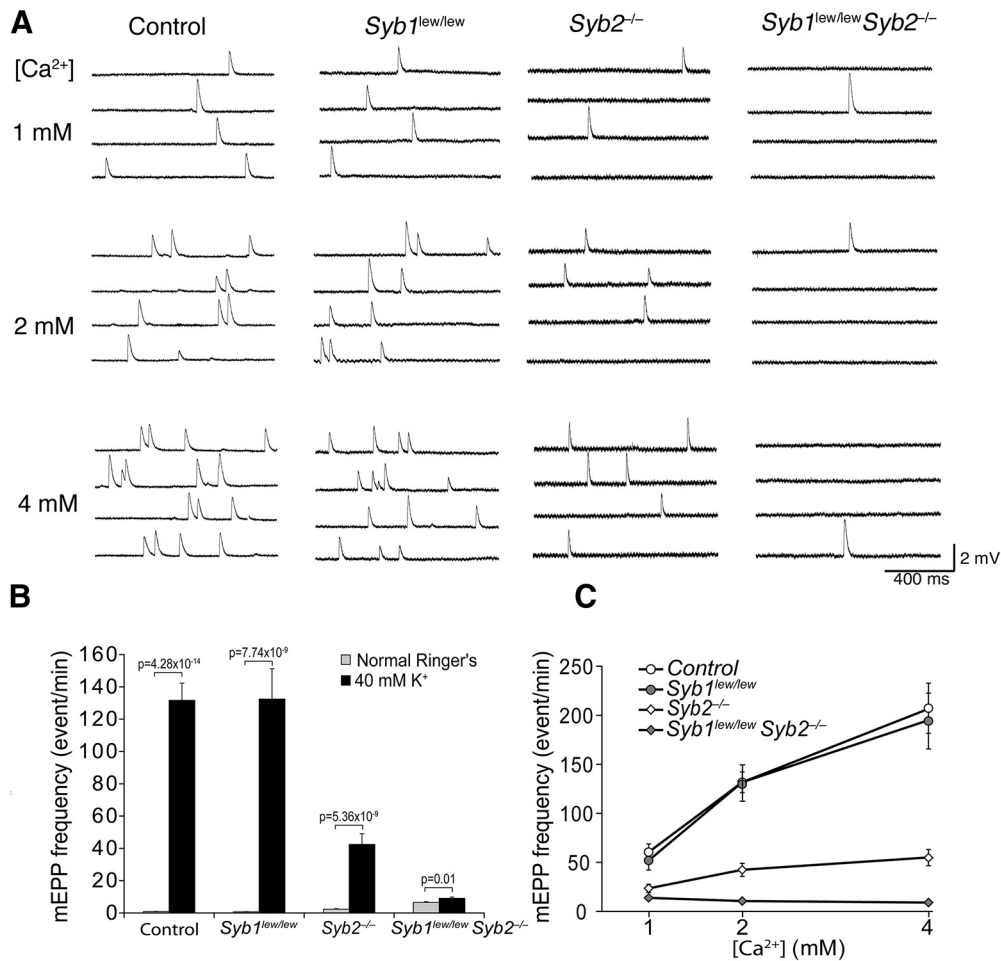 A
Control
Syb1lew/lew
Syb2–/–
Syb1lew/lew Syb2–/–
[Ca2+]
1 mM
2 mM
4 mM
2 mV
400 ms
B
mEPP frequency (event/min)
160
140
120
100
80
60
40
20
0
p=4.28x10-14
p=7.74x10-9
p=5.36x10-9
p=0.01
Normal Ringer's
40 mM K+
Control
Syb1lew/lew
Syb2–/–
Syb1lew/lew Syb2–/–
C
mEPP frequency (event/min)
250
200
150
100
50
0
Control
Syb1lew/lew
Syb2–/–
Syb1lew/lew Syb2–/–
1
2
4
[Ca2+] (mM)